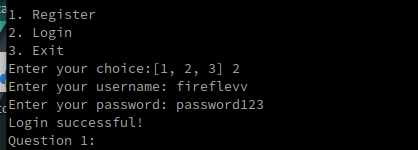 1. Register
2. Login
3. Exit
Enter your choice:[1, 2, 3] 2
Enter your username: fireflevv
Enter your password: password123
Login successful!
Question 1: